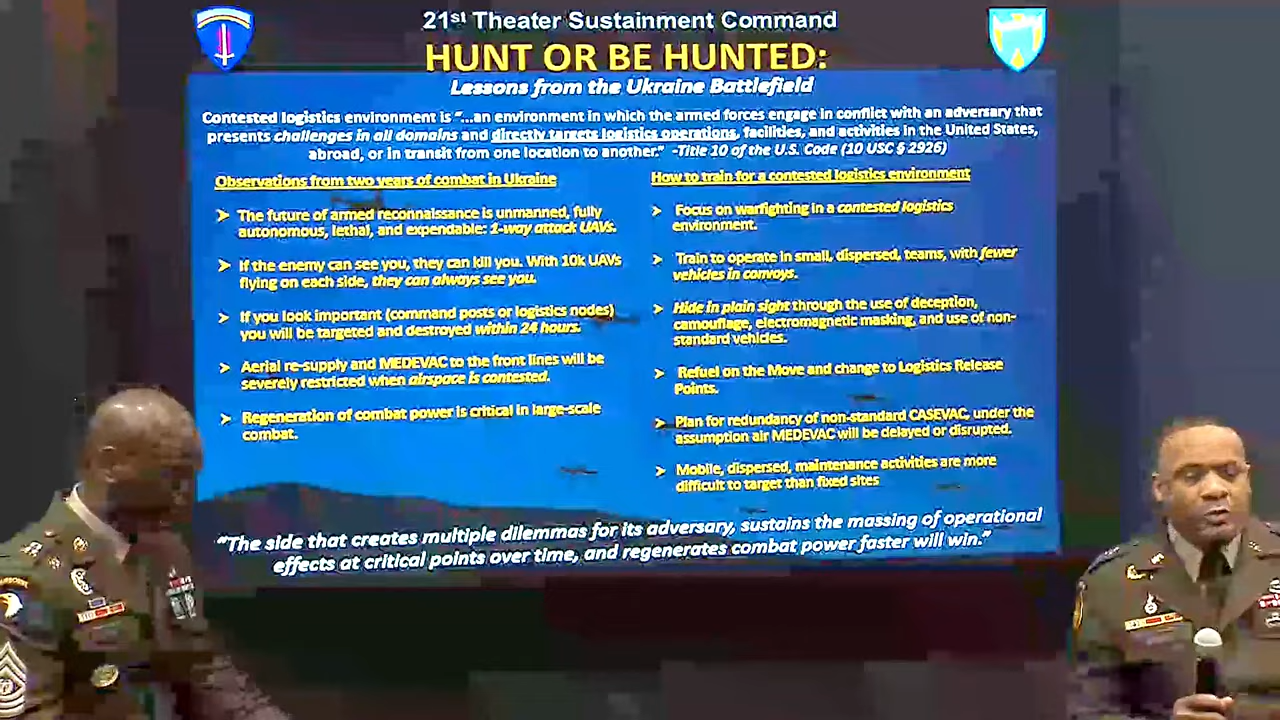 21st Theater Sustainment Command
HUNT OR BE HUNTED:
Lessons from the Ukraine Battlefield
Contested logistics environment is "...an environment in which the armed forces engage in conflict with an adversary that
presents challenges in all domains and directly targets logistics operations, facilities, and activities in the United States,
abroad, or in transit from one location to another." -Title 10 of the U.S. Code (10 USC § 2926)
Observations from two years of combat in Ukraine
➤ The future of armed reconnaissance is unmanned, fully
autonomous, lethal, and expendable: 1-way attack UAVs.
➤ If the enemy can see you, they can kill you. With 10k UAVs
flying on each side, they can always see you.
➤ If you look important (command posts or logistics nodes)
you will be targeted and destroyed within 24 hours.
➤ Aerial re-supply and MEDEVAC to the front lines will be
severely restricted when airspace is contested.
➤ Regeneration of combat power is critical in large-scale
combat.
How to train for a contested logistics environment
➤ Focus on warfighting in a contested logistics
environment.
➤ Train to operate in small, dispersed, teams, with fewer
vehicles in convoys.
➤ Hide in plain sight through the use of deception,
camouflage, electromagnetic masking, and use of non-
standard vehicles.
➤ Refuel on the Move and change to Logistics Release
Points.
➤ Plan for redundancy of non-standard CASEVAC, under the
assumption air MEDEVAC will be delayed or disrupted.
➤ Mobile, dispersed, maintenance activities are more
difficult to target than fixed sites
"The side that creates multiple dilemmas for its adversary, sustains the massing of operational
effects at critical points over time, and regenerates combat power faster will win."